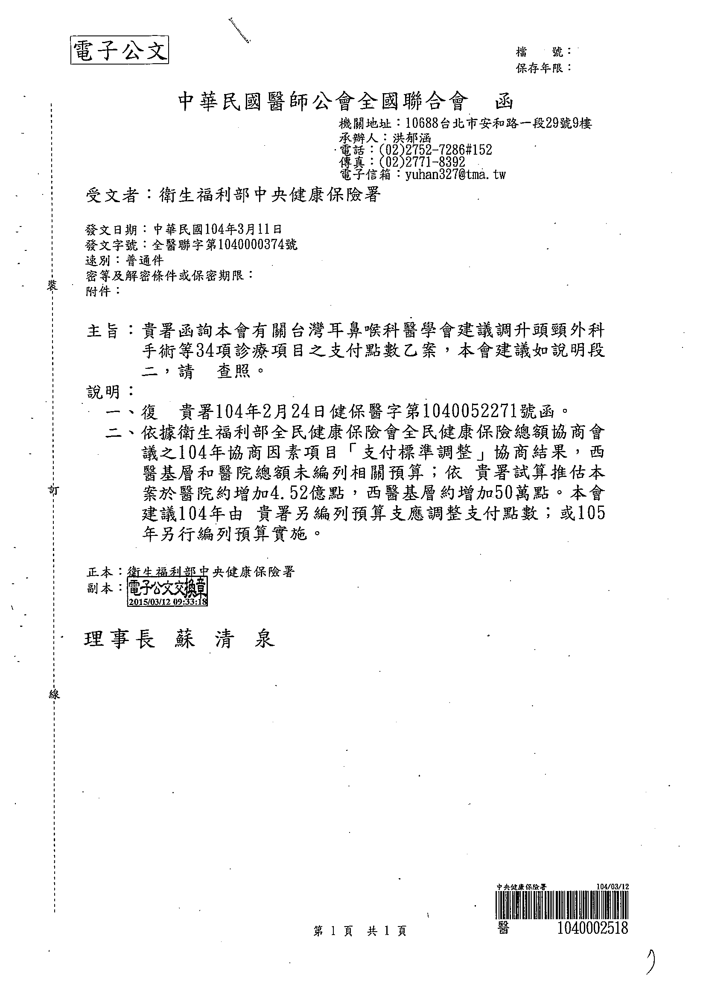 電子公文
檔 號：
保存年限：
中華民國醫師公會全國聯合會 函
機關地址：10688台北市安和路一段29號9樓
承辦人：洪郁涵
電話：(02)2752-7286#152
傳真：(02)2771-8392
電子信箱：yuhan327@tma.tw
受文者：衛生福利部中央健康保險署
發文日期：中華民國104年3月11日
發文字號：全醫聯字第1040000374號
速別：普通件
密等及解密條件或保密期限：
附件：
主旨：貴署函詢本會有關台灣耳鼻喉科醫學會建議調升頭頸外科
手術等34項診療項目之支付點數乙案，本會建議如說明段
二，請 查照。
說明：
一、復 貴署104年2月24日健保醫字第1040052271號函。
二、依據衛生福利部全民健康保險會全民健康保險總額協商會
議之104年協商因素項目「支付標準調整」協商結果，西
醫基層和醫院總額未編列相關預算；依 貴署試算推估本
案於醫院約增加4.52億點，西醫基層約增加50萬點。本會
建議104年由 貴署另編列預算支應調整支付點數；或105
年另行編列預算實施。
正本：衛生福利部中央健康保險署
副本：
電子公文交換章
2015/03/12 09:33:18
理事長 蘇 清 泉
裝
訂
線
中央健康保險署 104/03/12
醫 1040002518
第 1 頁 共 1 頁